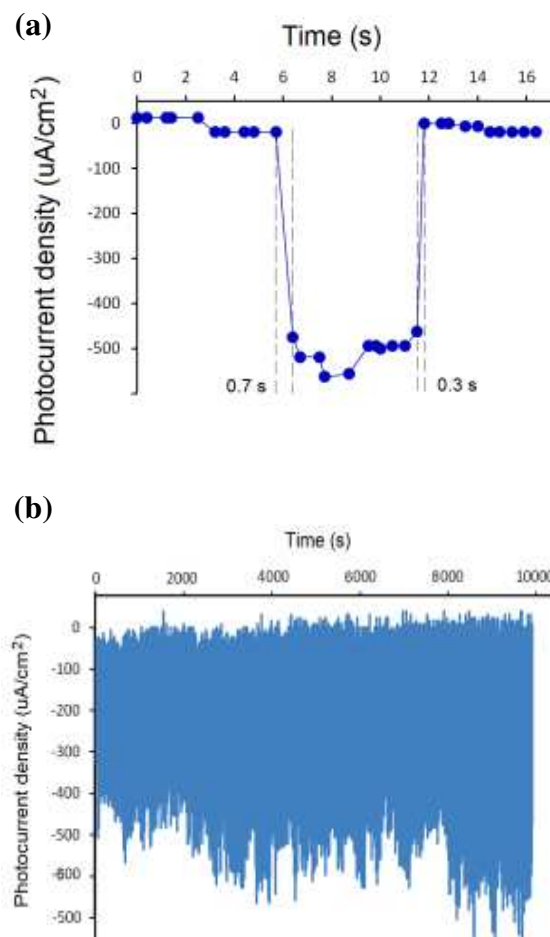 (a)
Time (s)
0 2 4 6 8 10 12 14 16
Photocurrent density (uA/cm²)
0
-100
-200
-300
-400
-500
0.7 s
0.3 s
(b)
Time (s)
0 2000 4000 6000 8000 10000
Photocurrent density (uA/cm²)
0
-100
-200
-300
-400
-500
-600
-500